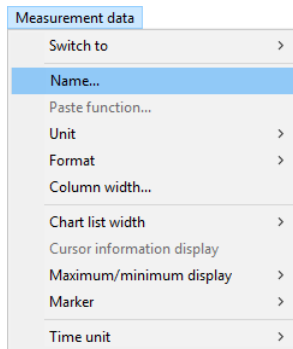 Measurement data
Switch to
Name...
Paste function...
Unit
Format
Column width...
Chart list width
Cursor information display
Maximum/minimum display
Marker
Time unit